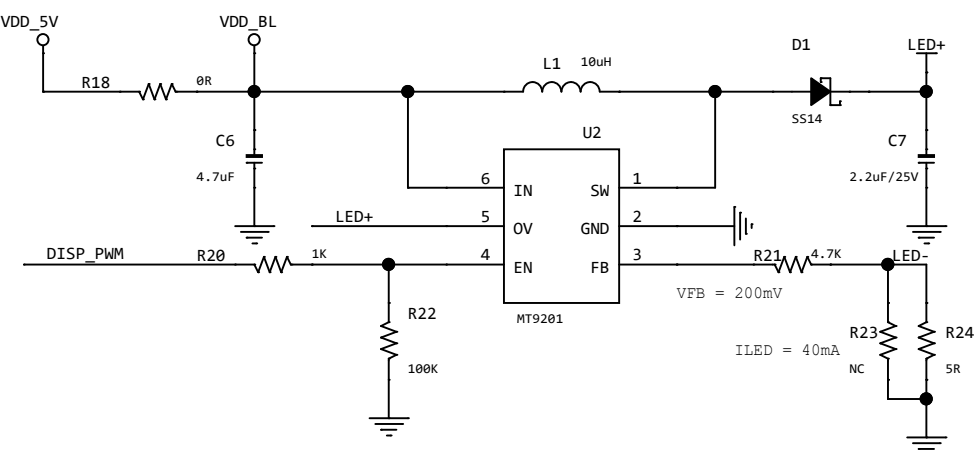 VDD_5V
VDD_BL
D1
LED+
L1 10uH
R18 0R
SS14
U2
C6
4.7uF
C7
2.2uF/25V
6 IN
SW 1
5 OV
GND 2
4 EN
FB 3
LED+
DISP_PWM
R20 1K
R21 4.7K
LED-
VFB = 200mV
MT9201
R22
100K
ILED = 40mA
R23
NC
R24
5R